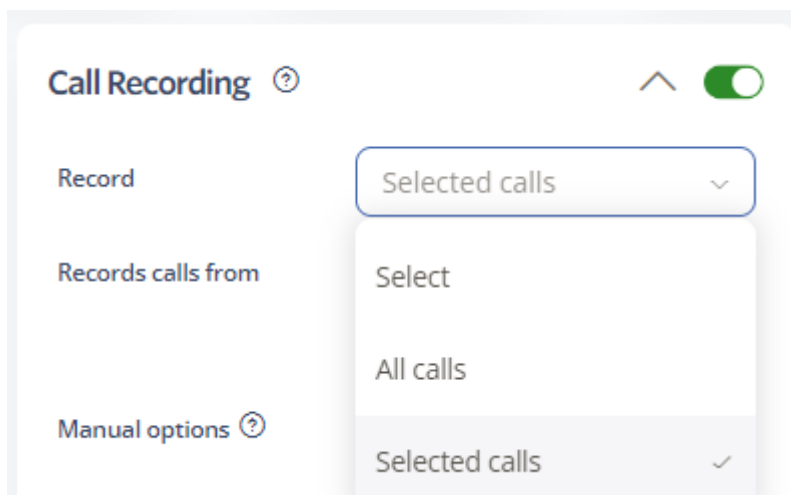 Call Recording
Record
Selected calls
Records calls from
Select
All calls
Manual options
Selected calls